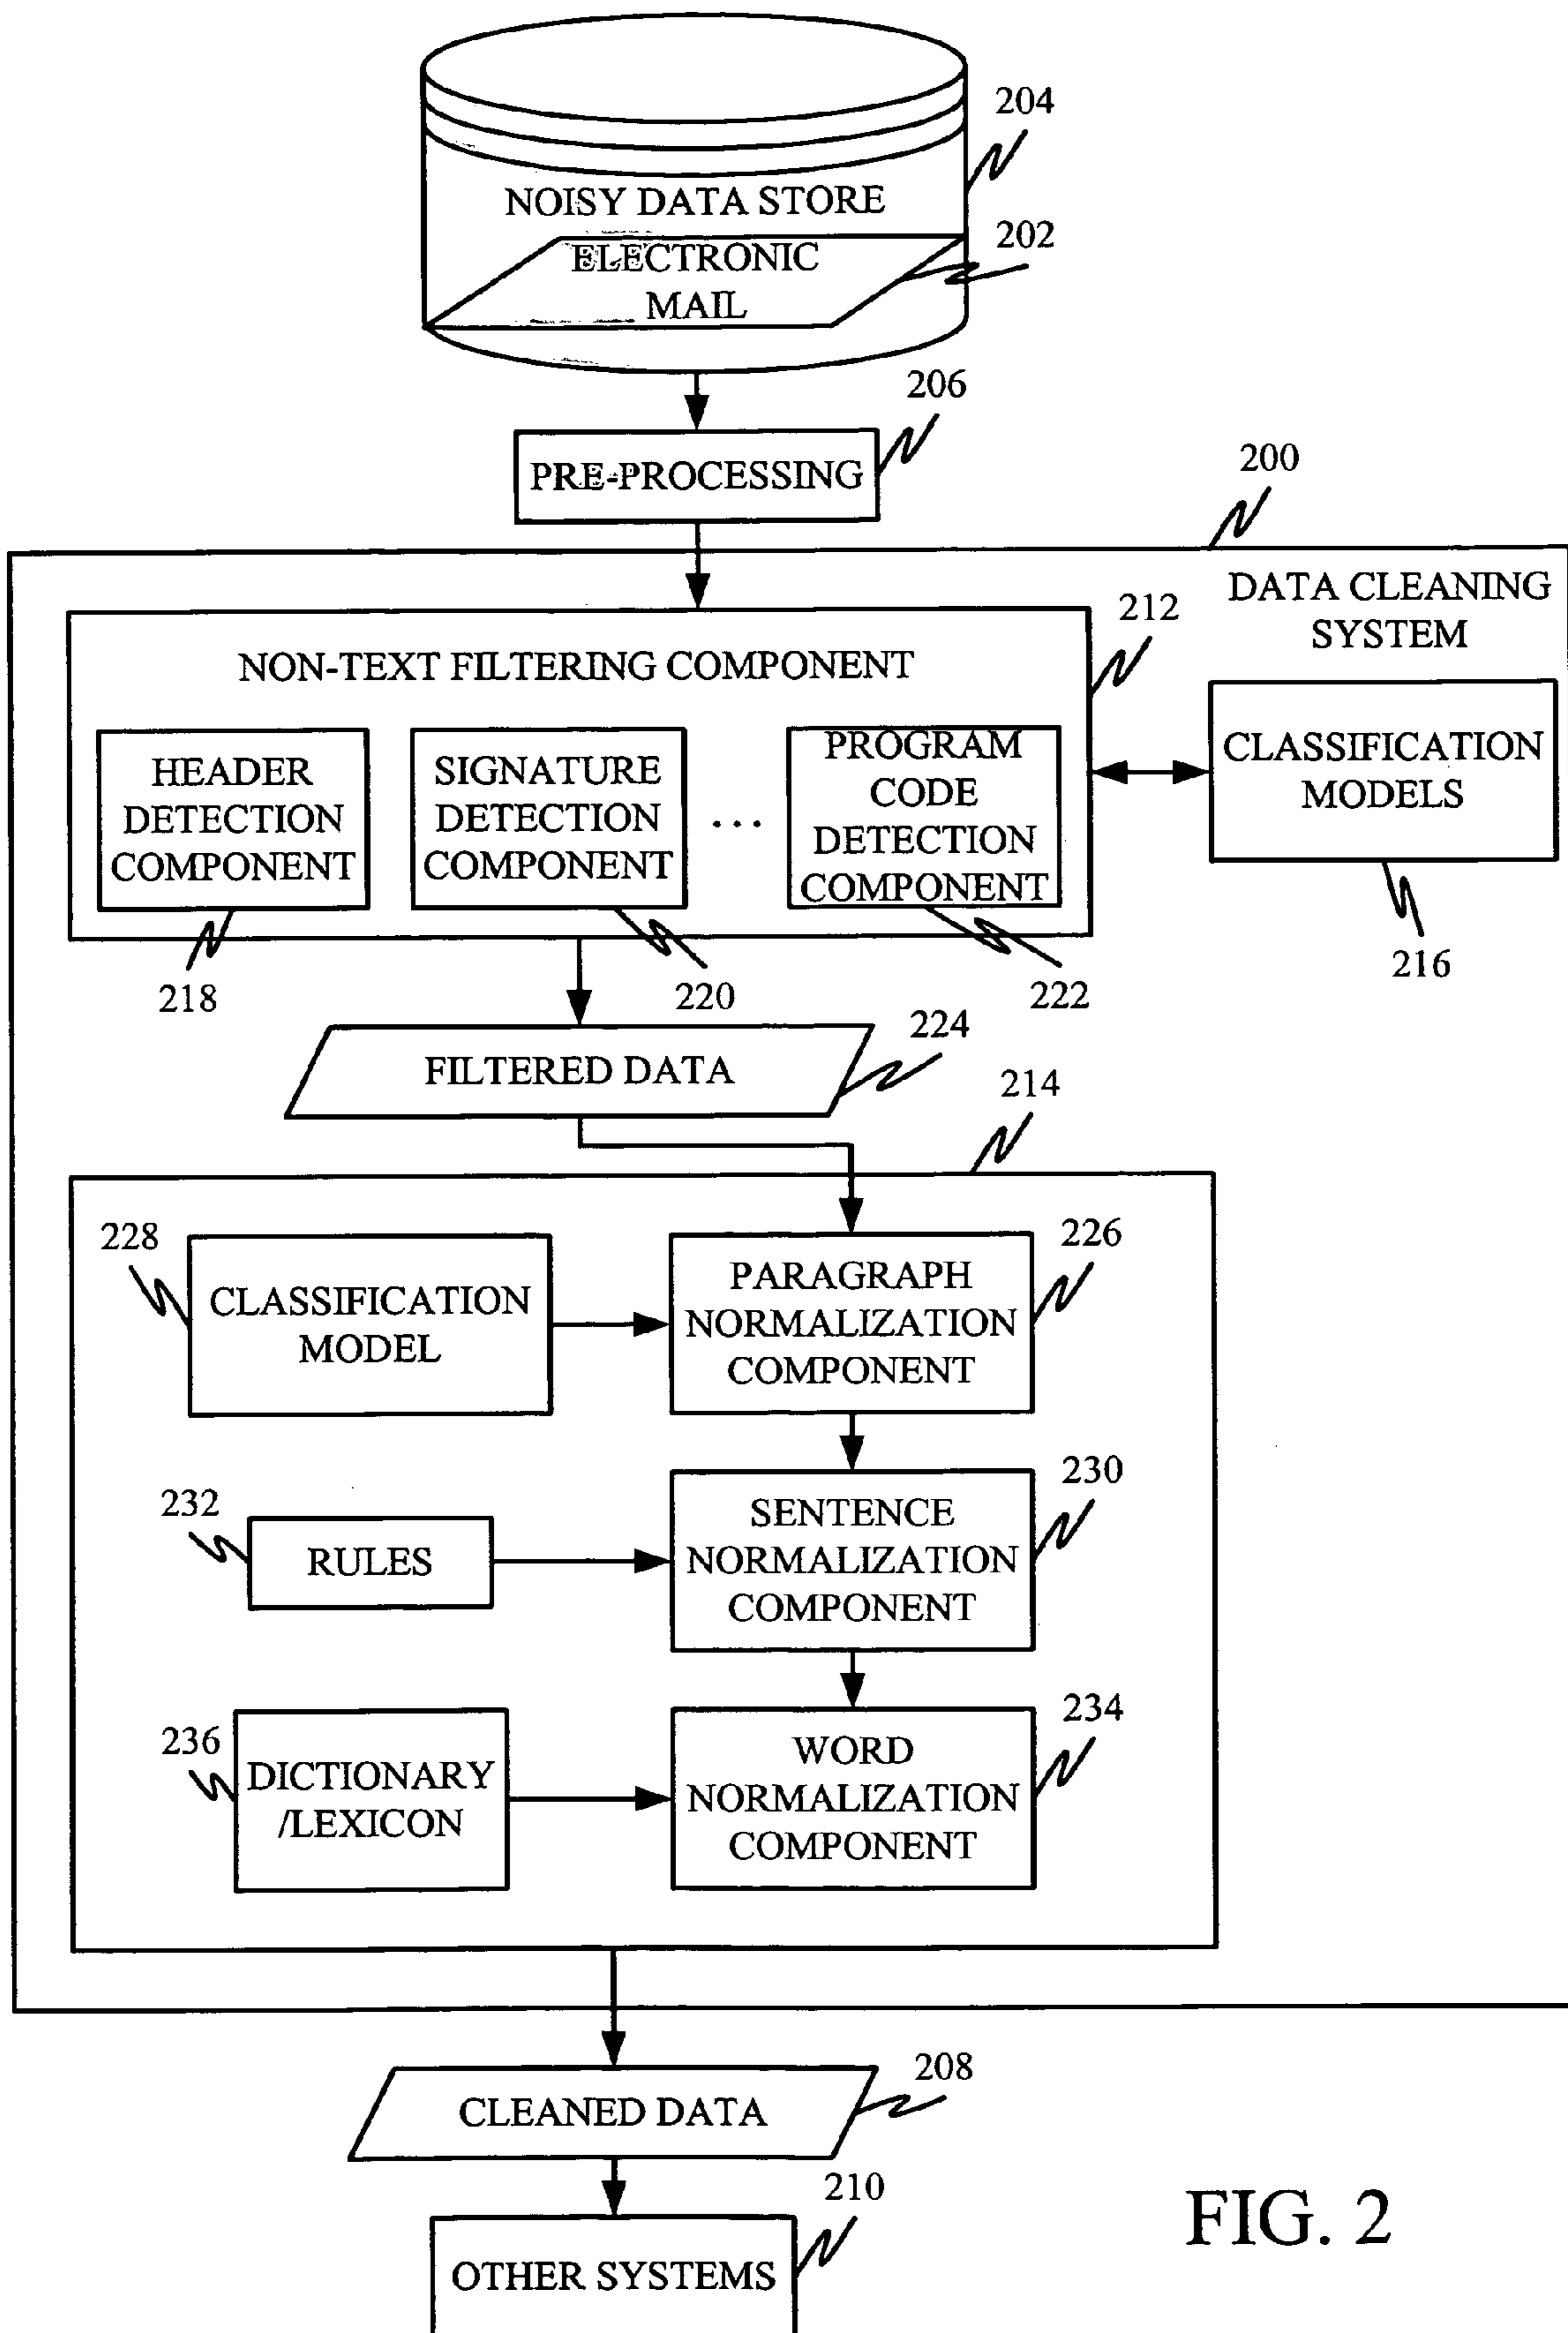 204
NOISY DATA STORE
202
ELECTRONIC
MAIL
206
PRE-PROCESSING
200
DATA CLEANING
SYSTEM
212
NON-TEXT FILTERING COMPONENT
HEADER
DETECTION
COMPONENT
SIGNATURE
DETECTION
COMPONENT
...
PROGRAM
CODE
DETECTION
COMPONENT
CLASSIFICATION
MODELS
216
218
220
222
224
FILTERED DATA
214
228
CLASSIFICATION
MODEL
226
PARAGRAPH
NORMALIZATION
COMPONENT
232
RULES
230
SENTENCE
NORMALIZATION
COMPONENT
236
DICTIONARY
/LEXICON
234
WORD
NORMALIZATION
COMPONENT
208
CLEANED DATA
210
OTHER SYSTEMS
FIG. 2